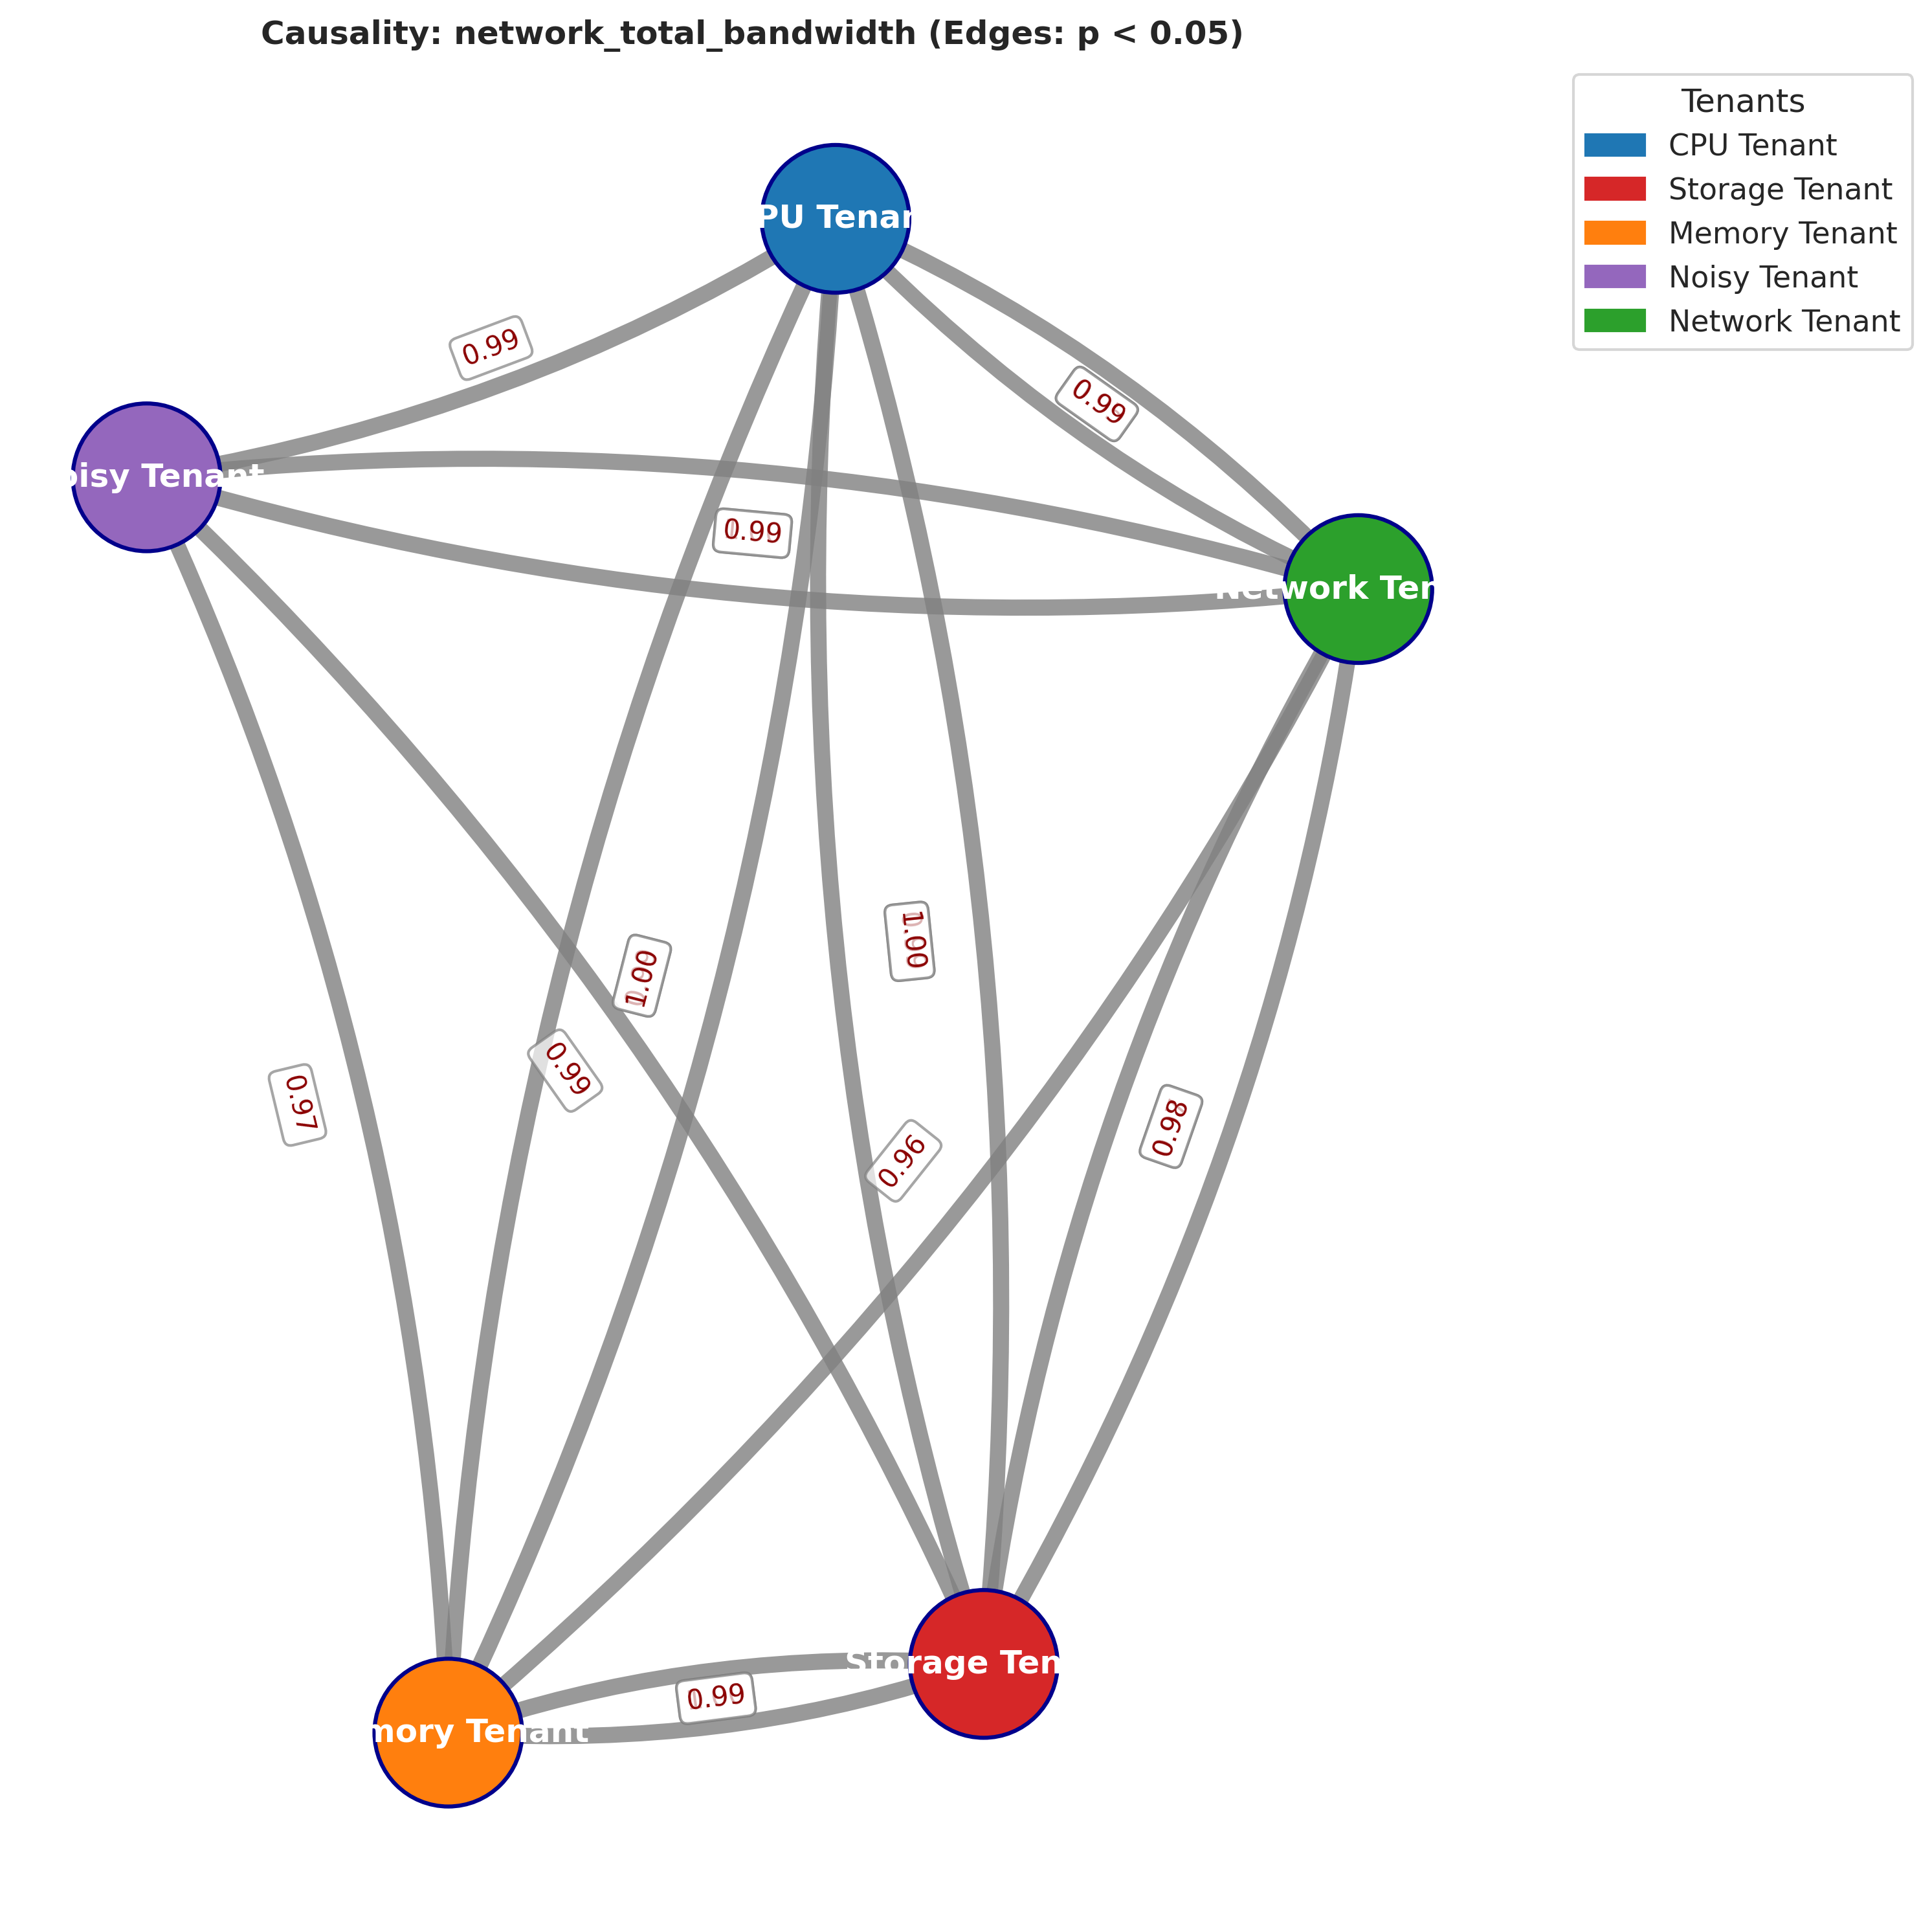 Causality: network_total_bandwidth (Edges: p < 0.05)
Tenants
CPU Tenant
Storage Tenant
Memory Tenant
Noisy Tenant
Network Tenant
PU Tenan
0.99
0.99
oisy Tenant
0.99
Network Ten
1.00
1.00
0.99
0.97
0.96
0.98
Storage Ten
0.99
mory Tenant